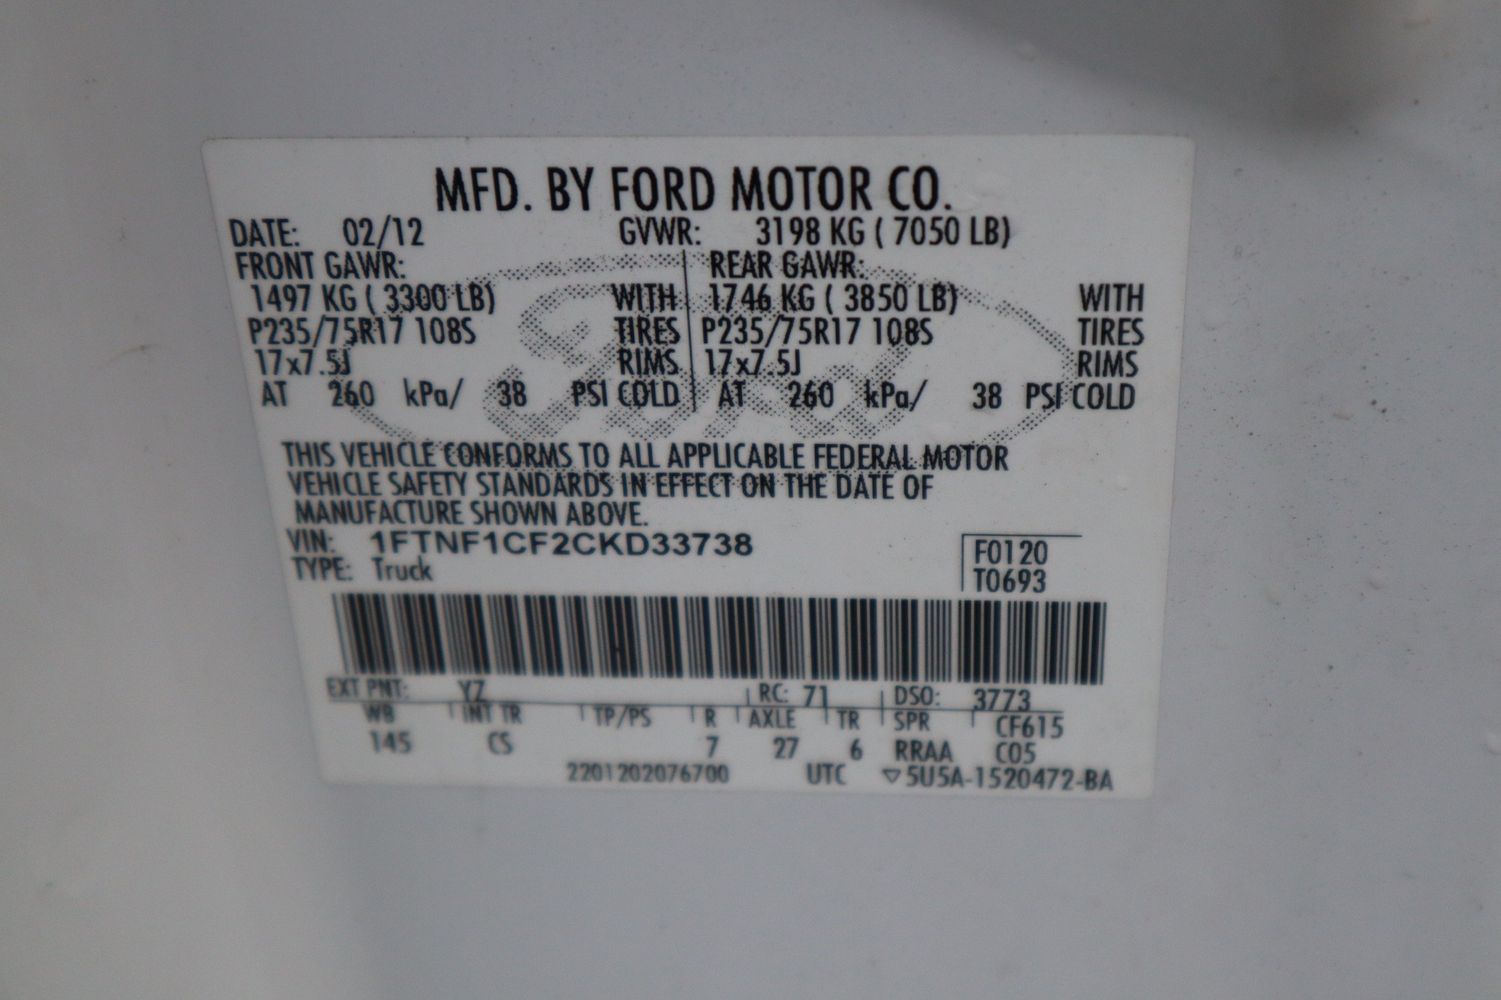 MFD. BY FORD MOTOR CO.
DATE: 02/12 GVWR: 3198 KG ( 7050 LB)
FRONT GAWR: REAR GAWR:
1497 KG ( 3300 LB) WITH 1746 KG ( 3850 LB) WITH
P235/75R17 108S TIRES P235/75R17 108S TIRES
17x7.5J RIMS 17x7.5J RIMS
AT 260 kPa/ 38 PSI COLD AT 260 kPa/ 38 PSI COLD
Ford
THIS VEHICLE CONFORMS TO ALL APPLICABLE FEDERAL MOTOR
VEHICLE SAFETY STANDARDS IN EFFECT ON THE DATE OF
MANUFACTURE SHOWN ABOVE.
VIN: 1FTNF1CF2CKD33738
TYPE: Truck
F0120
T0693
EXT PNT: YZ RC: 71 DSO: 3773
WB INT TR TP/PS R AXLE TR SPR CF615
145 CS 7 27 6 RRAA C05
2201202076700 UTC ▽5U5A-1520472-BA